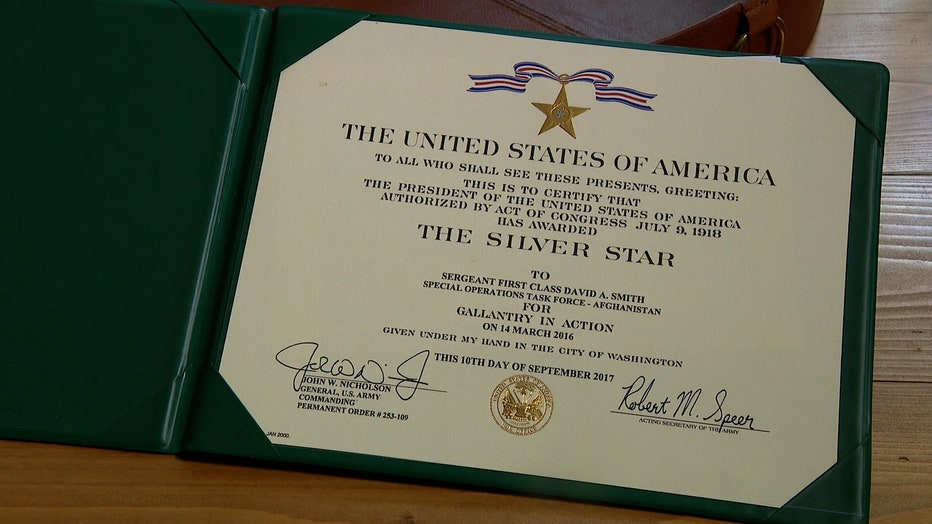 THE UNITED STATES OF AMERICA
TO ALL WHO SHALL SEE THESE PRESENTS, GREETING:
THIS IS TO CERTIFY THAT
THE PRESIDENT OF THE UNITED STATES OF AMERICA
AUTHORIZED BY ACT OF CONGRESS JULY 9, 1918
HAS AWARDED
THE SILVER STAR
TO
SERGEANT FIRST CLASS DAVID A. SMITH
SPECIAL OPERATIONS TASK FORCE - AFGHANISTAN
FOR
GALLANTRY IN ACTION
ON 14 MARCH 2016
GIVEN UNDER MY HAND IN THE CITY OF WASHINGTON
THIS 10TH DAY OF SEPTEMBER 2017
JOHN W. NICHOLSON
GENERAL, U.S. ARMY
COMMANDING
PERMANENT ORDER # 253-109
Robert M. Speer
ACTING SECRETARY OF THE ARMY
JAN 2000